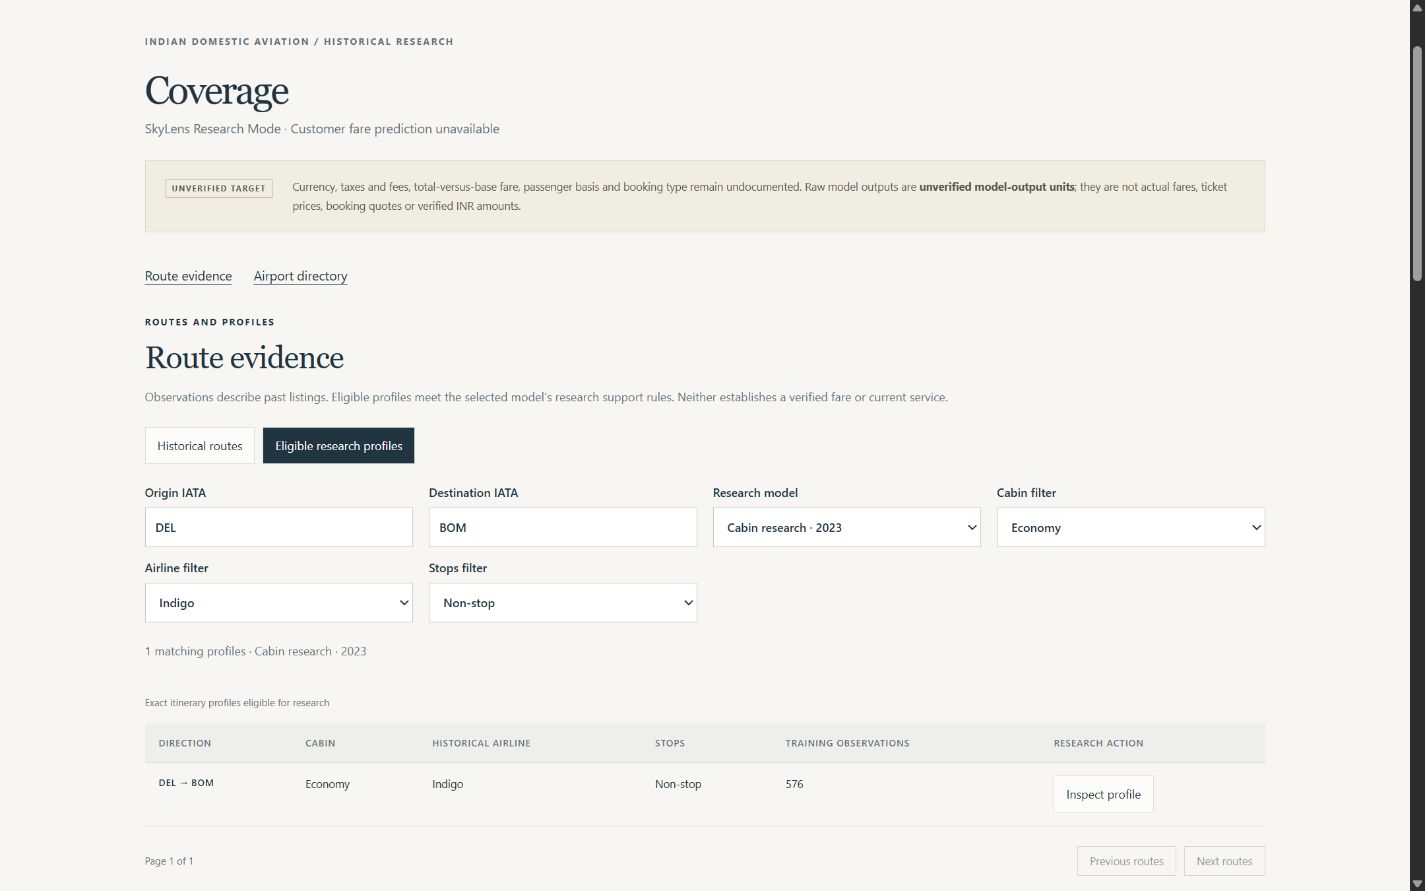 INDIAN DOMESTIC AVIATION / HISTORICAL RESEARCH
Coverage
SkyLens Research Mode · Customer fare prediction unavailable
UNVERIFIED TARGET
Currency, taxes and fees, total-versus-base fare, passenger basis and booking type remain undocumented. Raw model outputs are unverified model-output units; they are not actual fares, ticket
prices, booking quotes or verified INR amounts.
Route evidence Airport directory
ROUTES AND PROFILES
Route evidence
Observations describe past listings. Eligible profiles meet the selected model's research support rules. Neither establishes a verified fare or current service.
Historical routes Eligible research profiles
Origin IATA Destination IATA Research model Cabin filter
DEL BOM Cabin research · 2023 Economy
Airline filter Stops filter
Indigo Non-stop
1 matching profiles · Cabin research · 2023
Exact itinerary profiles eligible for research
DIRECTION CABIN HISTORICAL AIRLINE STOPS TRAINING OBSERVATIONS RESEARCH ACTION
DEL → BOM Economy Indigo Non-stop 576 Inspect profile
Page 1 of 1 Previous routes Next routes